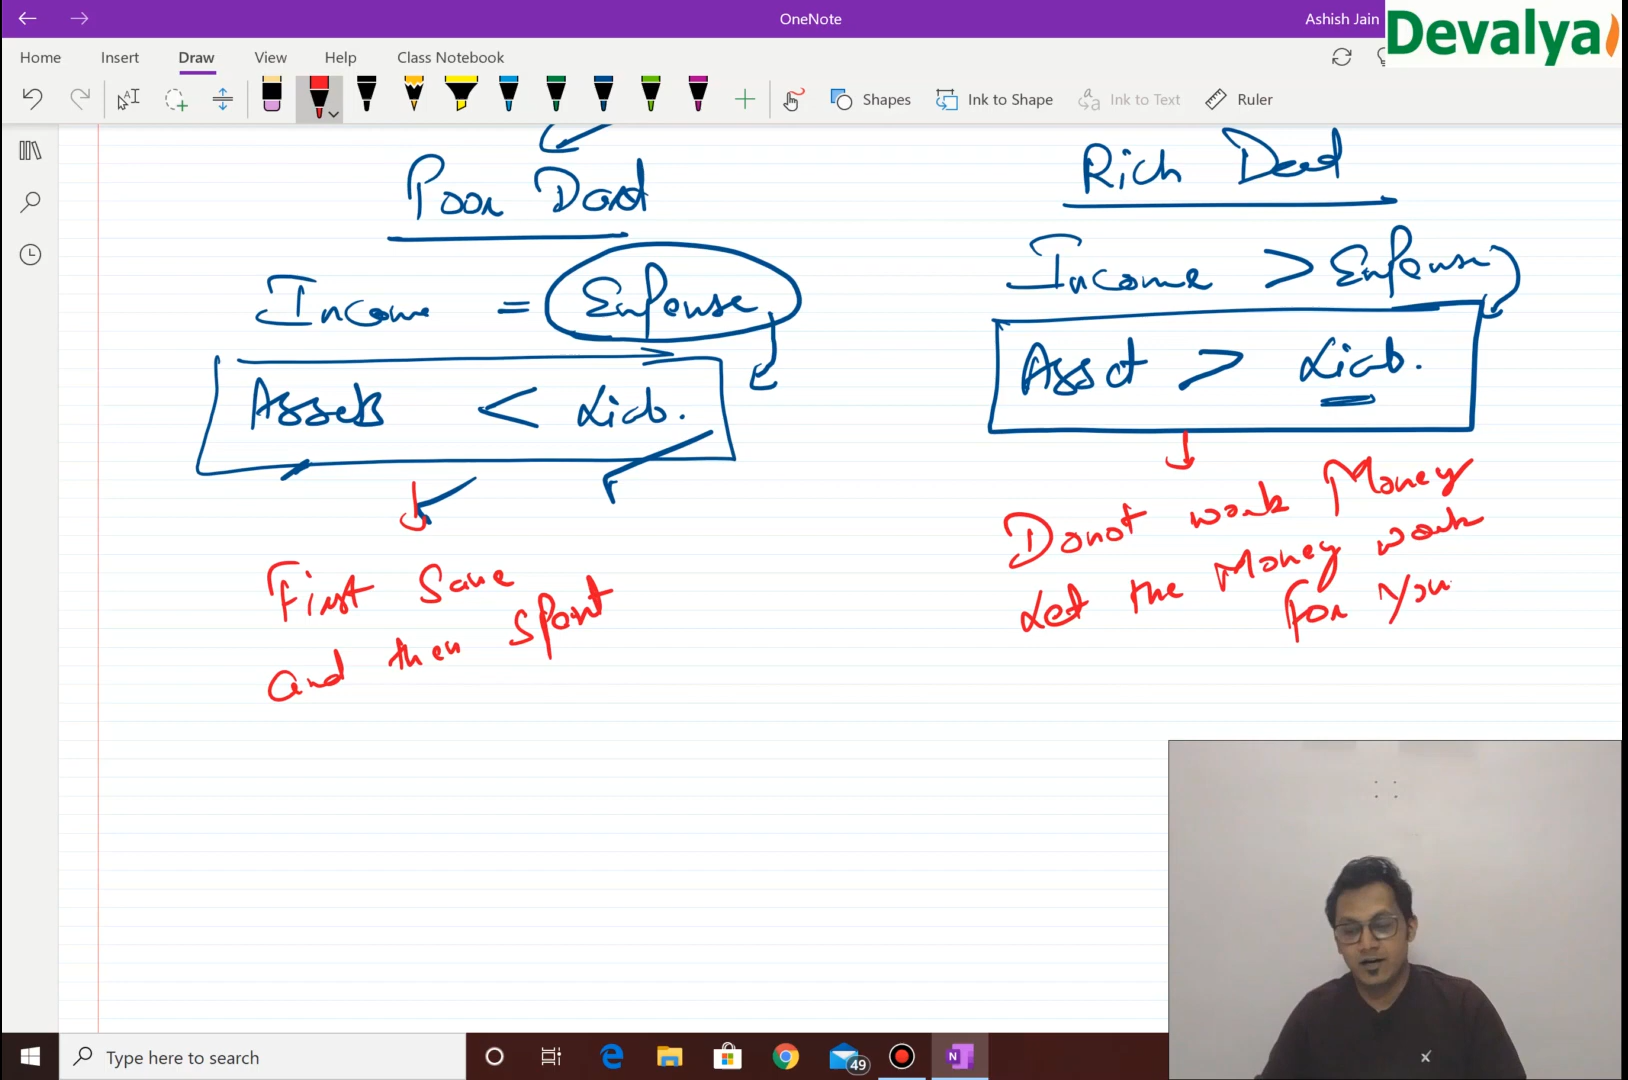 OneNote
Ashish Jain
Devalya
Home Insert Draw View Help Class Notebook
Shapes Ink to Shape Ink to Text Ruler
Poor Dad
Income = Expense
Assets < Liab.
First Save
and then spent
Rich Dad
Income > Expense
Asset > Liab.
Donot work Money
Let the Money work
for you
Type here to search
49
N